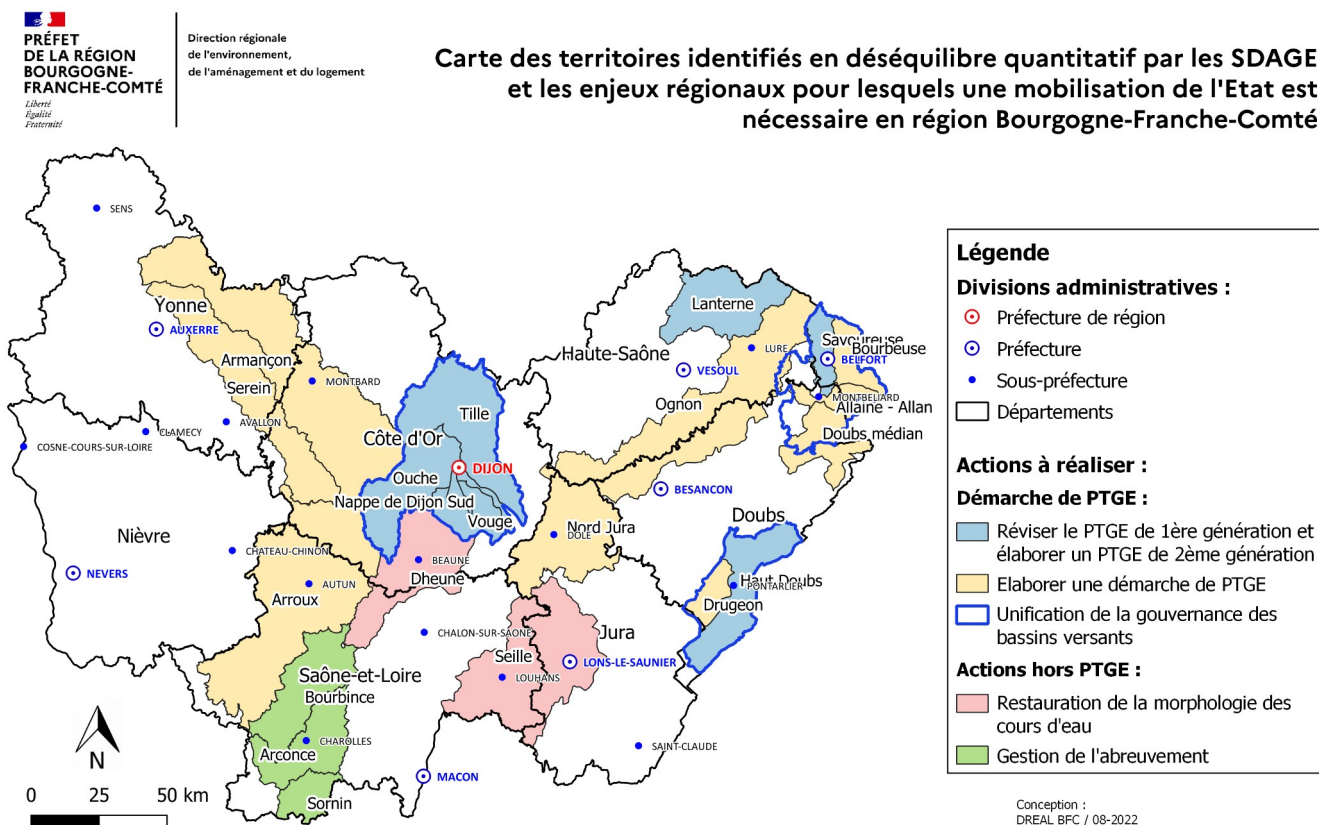 PRÉFET
DE LA RÉGION
BOURGOGNE-
FRANCHE-COMTÉ
Liberté
Égalité
Fraternité
Direction régionale
de l'environnement,
de l'aménagement et du logement
Carte des territoires identifiés en déséquilibre quantitatif par les SDAGE
et les enjeux régionaux pour lesquels une mobilisation de l'Etat est
nécessaire en région Bourgogne-Franche-Comté
SENS
Yonne
AUXERRE
Armançon
Serein
MONTBARD
AVALLON
CLAMECY
COSNE-COURS-SUR-LOIRE
Nièvre
NEVERS
CHATEAU-CHINON
Côte d'Or
Tille
DIJON
Ouche
Nappe de Dijon Sud
Vouge
BEAUNE
Dheune
AUTUN
Arroux
Lanterne
Haute-Saône
VESOUL
LURE
Ognon
Savoureuse
Bourbeuse
BELFORT
MONTBELIARD
Allaine - Allan
Doubs médian
BESANCON
Doubs
Nord Jura
DOLE
Haut Doubs
PONTARLIER
Drugeon
Jura
CHALON-SUR-SAONE
Seille
LONS-LE-SAUNIER
LOUHANS
Saône-et-Loire
Bourbince
Arconce
CHAROLLES
SAINT-CLAUDE
MACON
Sornin
N
0 25 50 km
Légende
Divisions administratives :
Préfecture de région
Préfecture
Sous-préfecture
Départements
Actions à réaliser :
Démarche de PTGE :
Réviser le PTGE de 1ère génération et
élaborer un PTGE de 2ème génération
Elaborer une démarche de PTGE
Unification de la gouvernance des
bassins versants
Actions hors PTGE :
Restauration de la morphologie des
cours d'eau
Gestion de l'abreuvement
Conception :
DREAL BFC / 08-2022